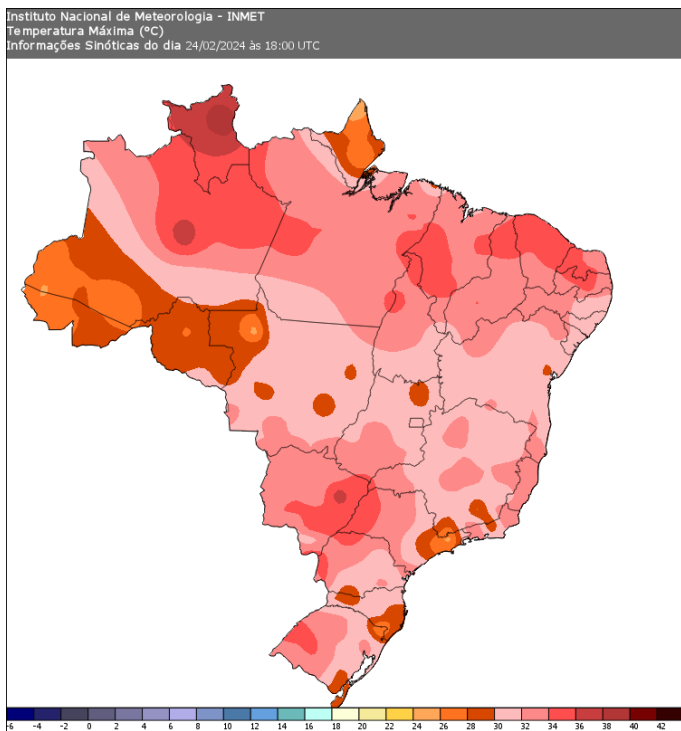 Instituto Nacional de Meteorologia - INMET
Temperatura Máxima (ºC)
Informações Sinóticas do dia 24/02/2024 às 18:00 UTC
-6 -4 -2 0 2 4 6 8 10 12 14 16 18 20 22 24 26 28 30 32 34 36 38 40 42